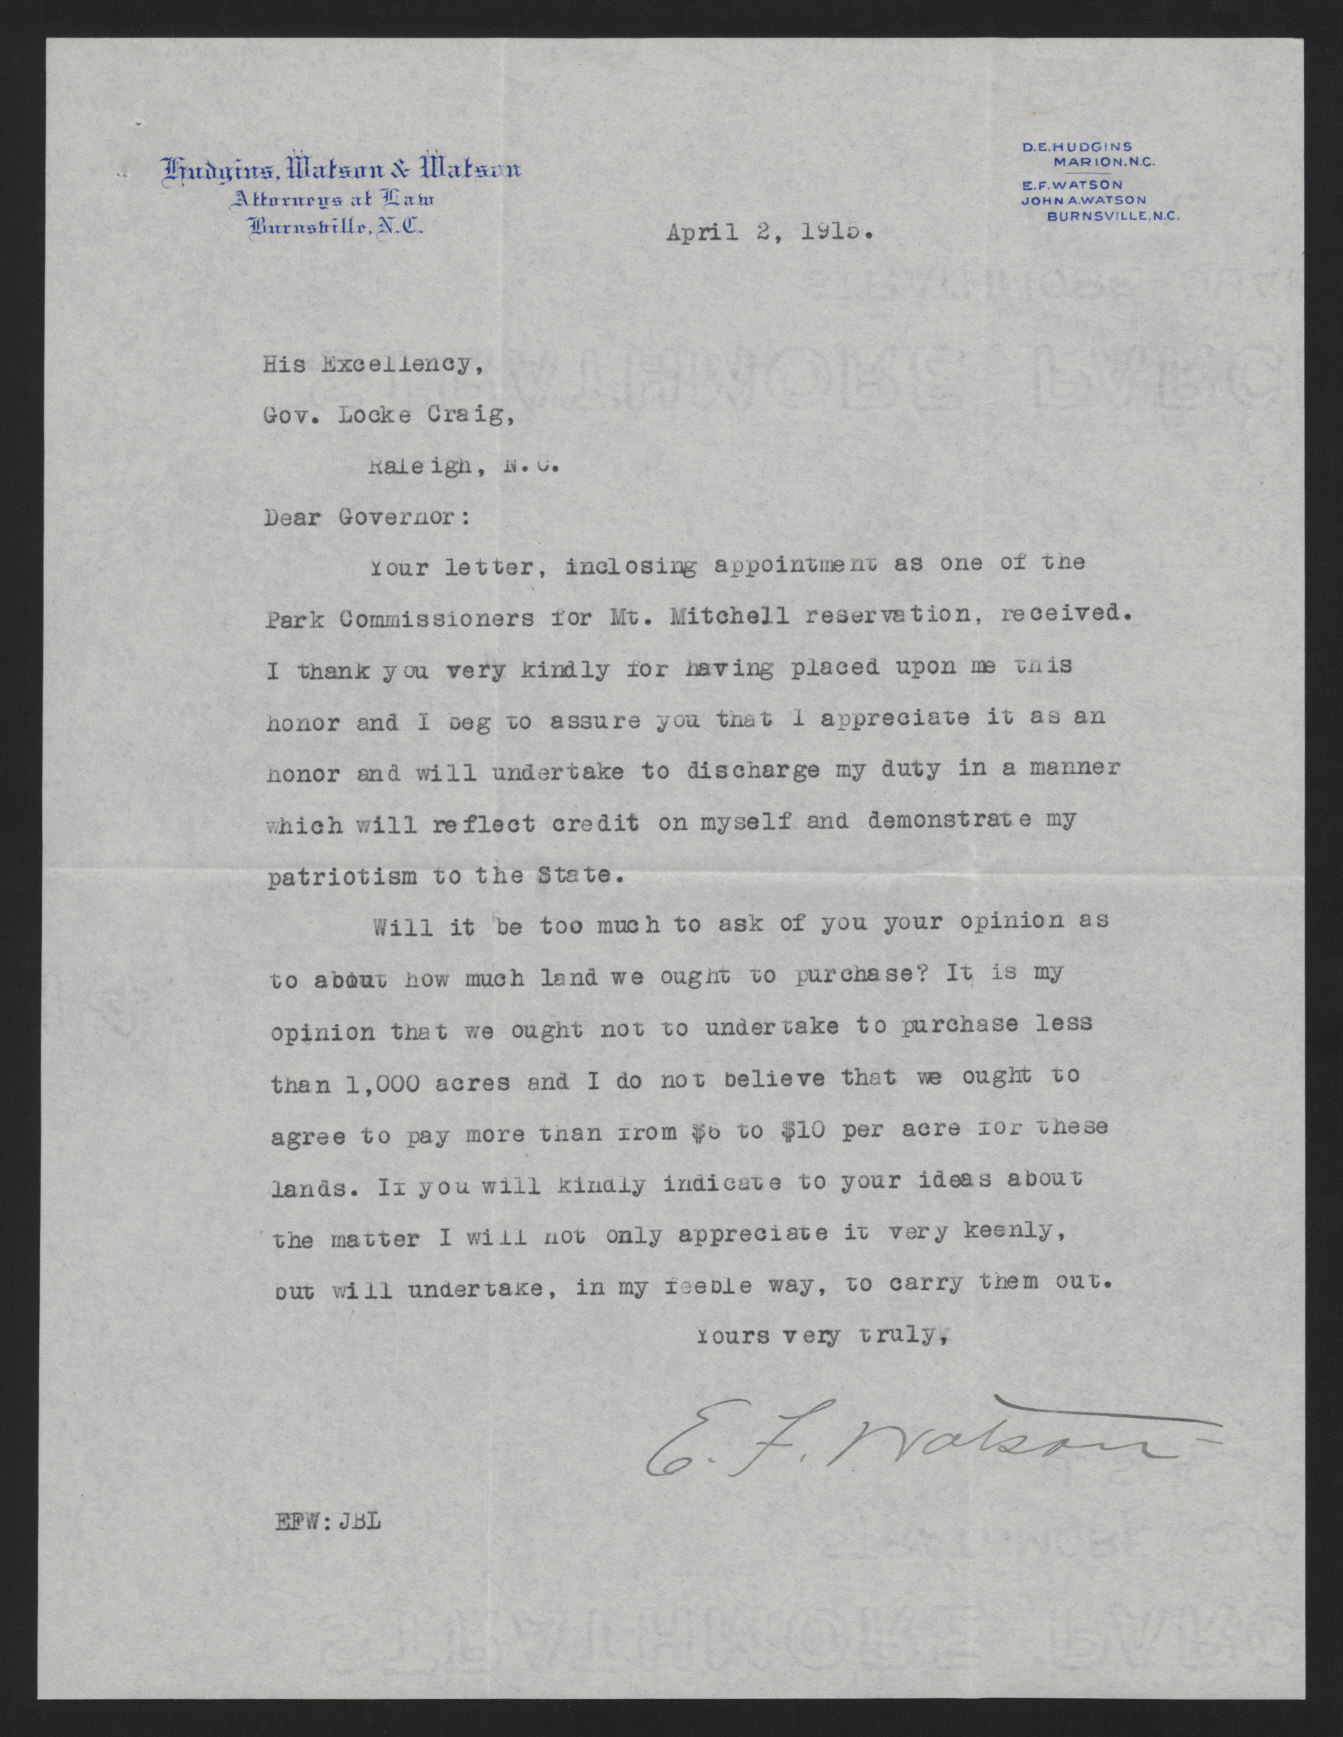 Hudgins, Watson & Watson
Attorneys at Law
Burnsville, N.C.
D.E. HUDGINS
MARION, N.C.
E.F. WATSON
JOHN A. WATSON
BURNSVILLE, N.C.
April 2, 1915.
His Excellency,
Gov. Locke Craig,
Raleigh, N.C.
Dear Governor:
Your letter, inclosing appointment as one of the
Park Commissioners for Mt. Mitchell reservation, received.
I thank you very kindly for having placed upon me this
honor and I beg to assure you that I appreciate it as an
honor and will undertake to discharge my duty in a manner
which will reflect credit on myself and demonstrate my
patriotism to the State.
Will it be too much to ask of you your opinion as
to about how much land we ought to purchase? It is my
opinion that we ought not to undertake to purchase less
than 1,000 acres and I do not believe that we ought to
agree to pay more than from $6 to $10 per acre for these
lands. If you will kindly indicate to your ideas about
the matter I will not only appreciate it very keenly,
but will undertake, in my feeble way, to carry them out.
Yours very truly,
E. F. Watson
EFW:JBL